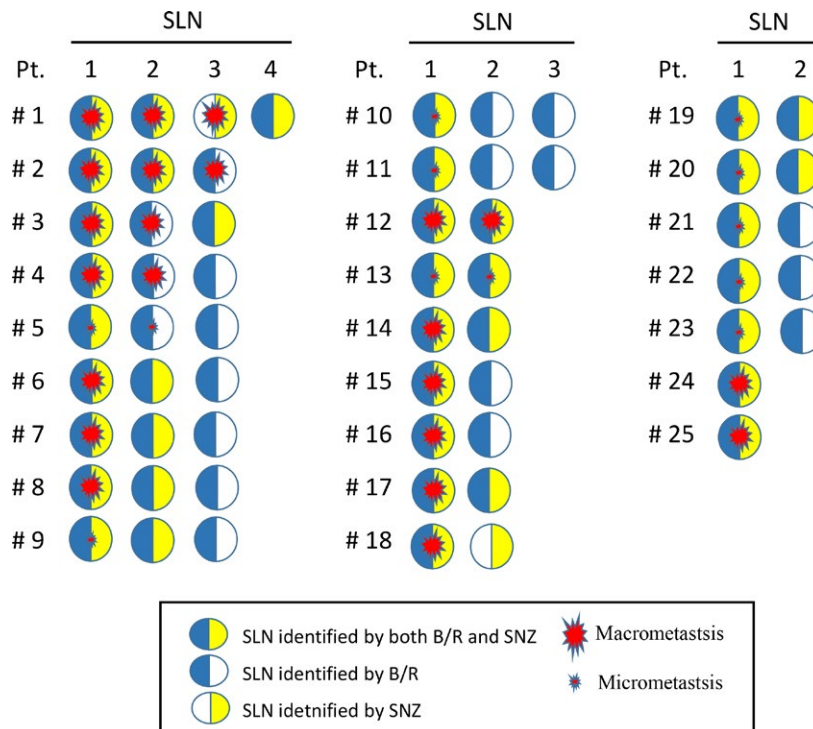 SLN SLN SLN
Pt. 1 2 3 4 Pt. 1 2 3 Pt. 1 2
# 1 # 10 # 19
# 2 # 11 # 20
# 3 # 12 # 21
# 4 # 13 # 22
# 5 # 14 # 23
# 6 # 15 # 24
# 7 # 16 # 25
# 8 # 17
# 9 # 18
SLN identified by both B/R and SNZ Macrometastsis
SLN identified by B/R Micrometastsis
SLN idetnified by SNZ